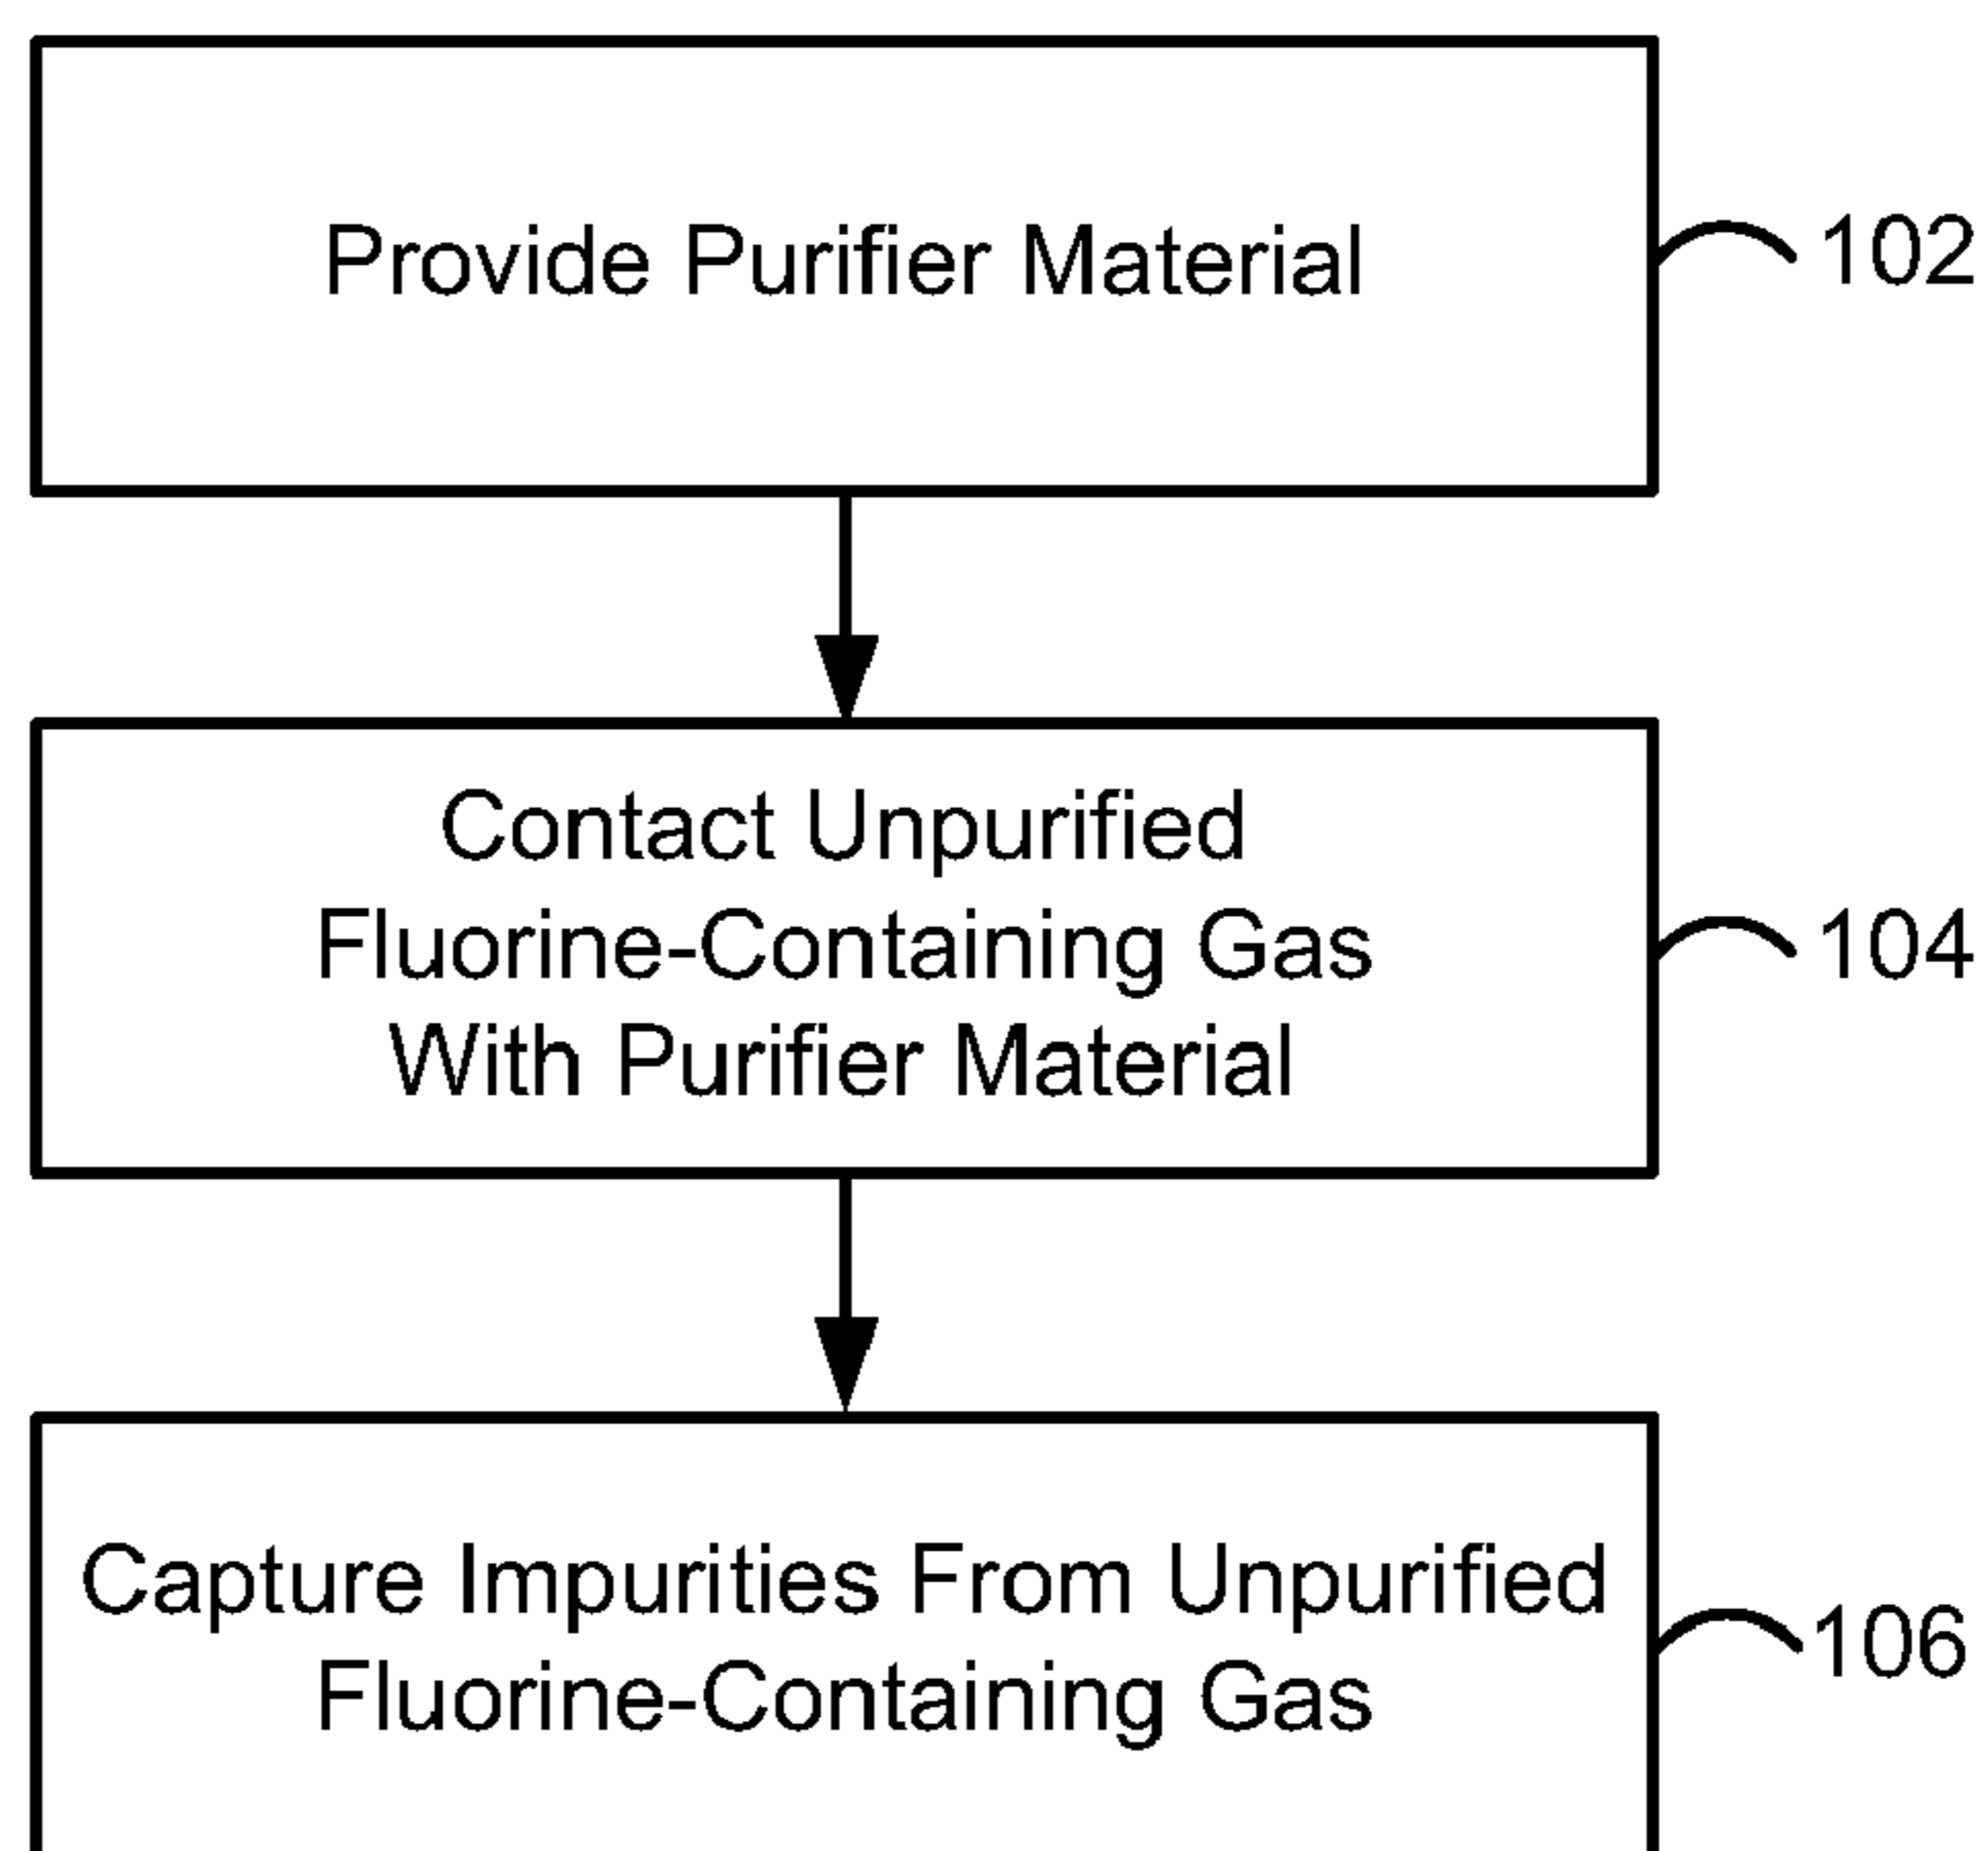 Provide Purifier Material
102
Contact Unpurified
Fluorine-Containing Gas
With Purifier Material
104
Capture Impurities From Unpurified
Fluorine-Containing Gas
106